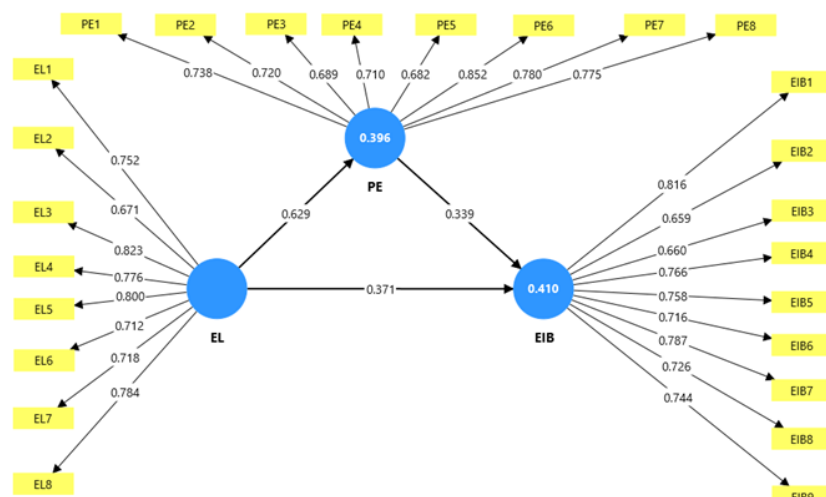 PE1 PE2 PE3 PE4 PE5 PE6 PE7 PE8
0.738 0.720 0.689 0.710 0.682 0.852 0.780 0.775
EL1
EL2
EL3
EL4
EL5
EL6
EL7
EL8
0.752
0.671
0.823
0.776
0.800
0.712
0.718
0.784
0.396
PE
0.629
0.339
0.371
EL
0.410
EIB
0.816
0.659
0.660
0.766
0.758
0.716
0.787
0.726
0.744
EIB1
EIB2
EIB3
EIB4
EIB5
EIB6
EIB7
EIB8
EIB9